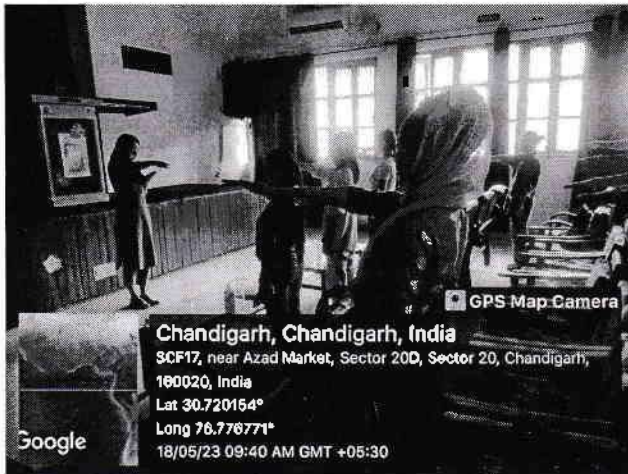 GPS Map Camera
Chandigarh, Chandigarh, India
SCF17, near Azad Market, Sector 20D, Sector 20, Chandigarh,
160020, India
Lat 30.720154°
Long 76.776771°
18/05/23 09:40 AM GMT +05:30
Google